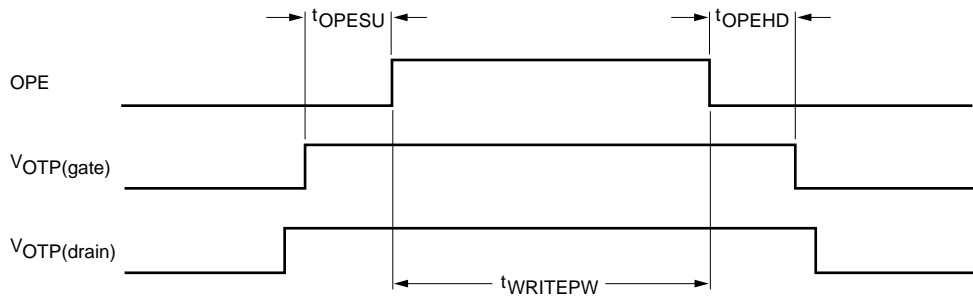 tOPESU
tOPEHD
OPE
VOTP(gate)
VOTP(drain)
tWRITEPW